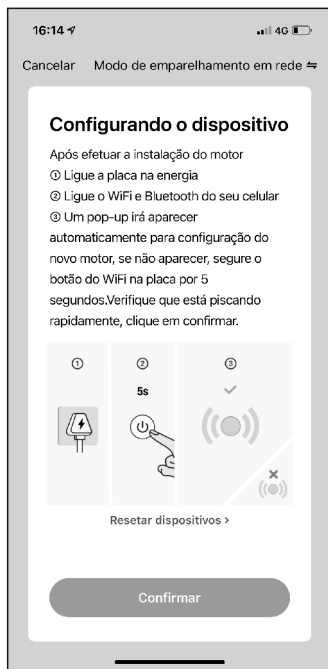 16:14
4G
Cancelar Modo de emparelhamento em rede
Configurando o dispositivo
Após efetuar a instalação do motor
① Ligue a placa na energia
② Ligue o WiFi e Bluetooth do seu celular
③ Um pop-up irá aparecer
automaticamente para configuração do
novo motor, se não aparecer, segure o
botão do WiFi na placa por 5
segundos.Verifique que está piscando
rapidamente, clique em confirmar.
① ② ③
5s
Resetar dispositivos >
Confirmar